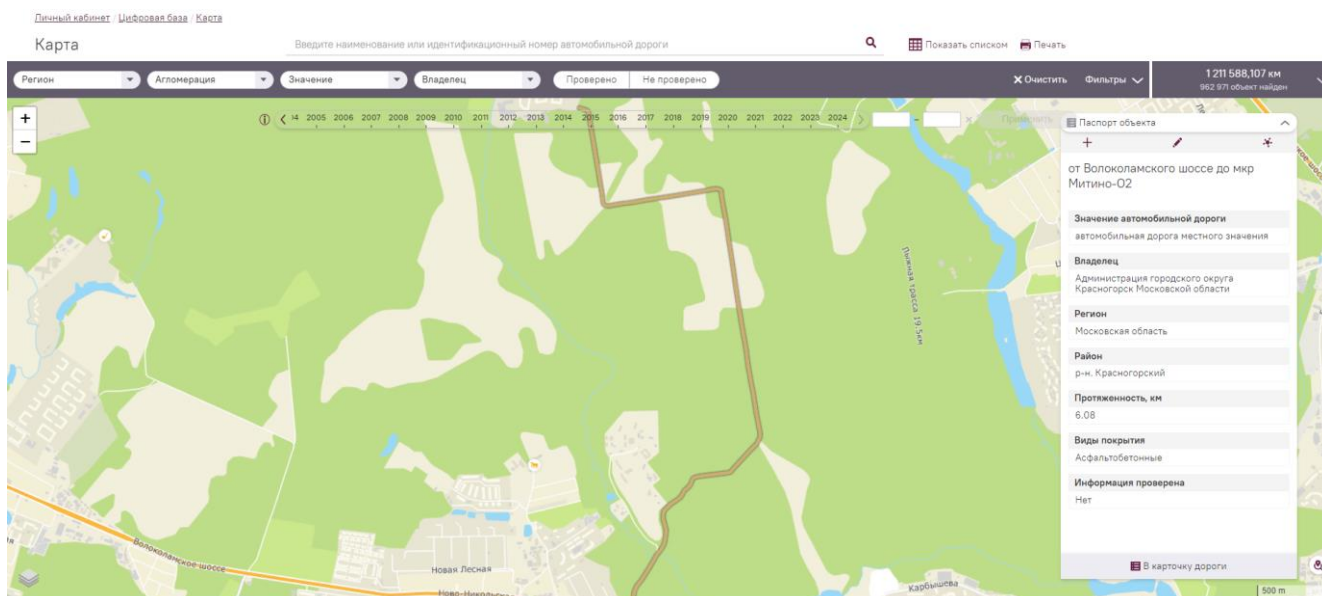 Личный кабинет / Цифровая база / Карта
Карта
Введите наименование или идентификационный номер автомобильной дороги
Показать списком
Печать
Регион
Агломерация
Значение
Владелец
Проверено
Не проверено
Очистить
Фильтры
1 211 588,107 км
962 971 объект найден
+
−
2005 2006 2007 2008 2009 2010 2011 2012 2013 2014 2015 2016 2017 2018 2019 2020 2021 2022 2023 2024
–
Применить
Паспорт объекта
от Волоколамского шоссе до мкр
Митино-02
Значение автомобильной дороги
автомобильная дорога местного значения
Владелец
Администрация городского округа
Красногорск Московской области
Регион
Московская область
Район
р-н. Красногорский
Протяженность, км
6.08
Виды покрытия
Асфальтобетонные
Информация проверена
Нет
В карточку дороги
Лыжная трасса 19.5км
Волоколамское шоссе
Новая Лесная
Ново-Никольск
Карбышева
500 m